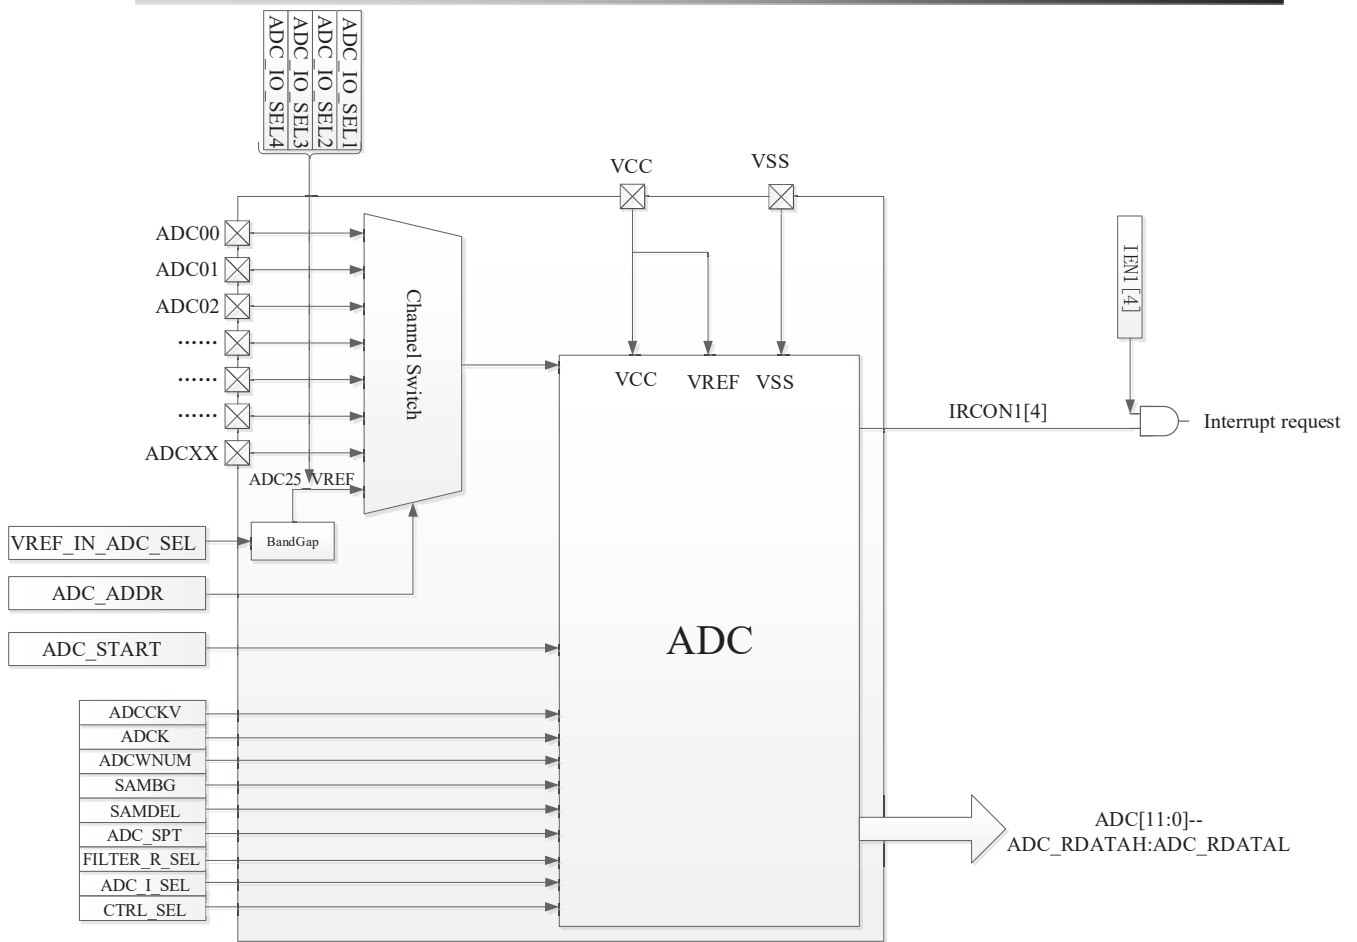 ADC_IO_SEL1
ADC_IO_SEL2
ADC_IO_SEL3
ADC_IO_SEL4
VCC
VSS
ADC00
ADC01
ADC02
......
......
......
ADCXX
Channel Switch
ADC25_VREF
BandGap
VREF_IN_ADC_SEL
ADC_ADDR
ADC_START
ADCCKV
ADCK
ADCWNUM
SAMBG
SAMDEL
ADC_SPT
FILTER_R_SEL
ADC_I_SEL
CTRL_SEL
VCC
VREF
VSS
ADC
IEN1[4]
IRCON1[4]
Interrupt request
ADC[11:0]--
ADC_RDATAH:ADC_RDATAL